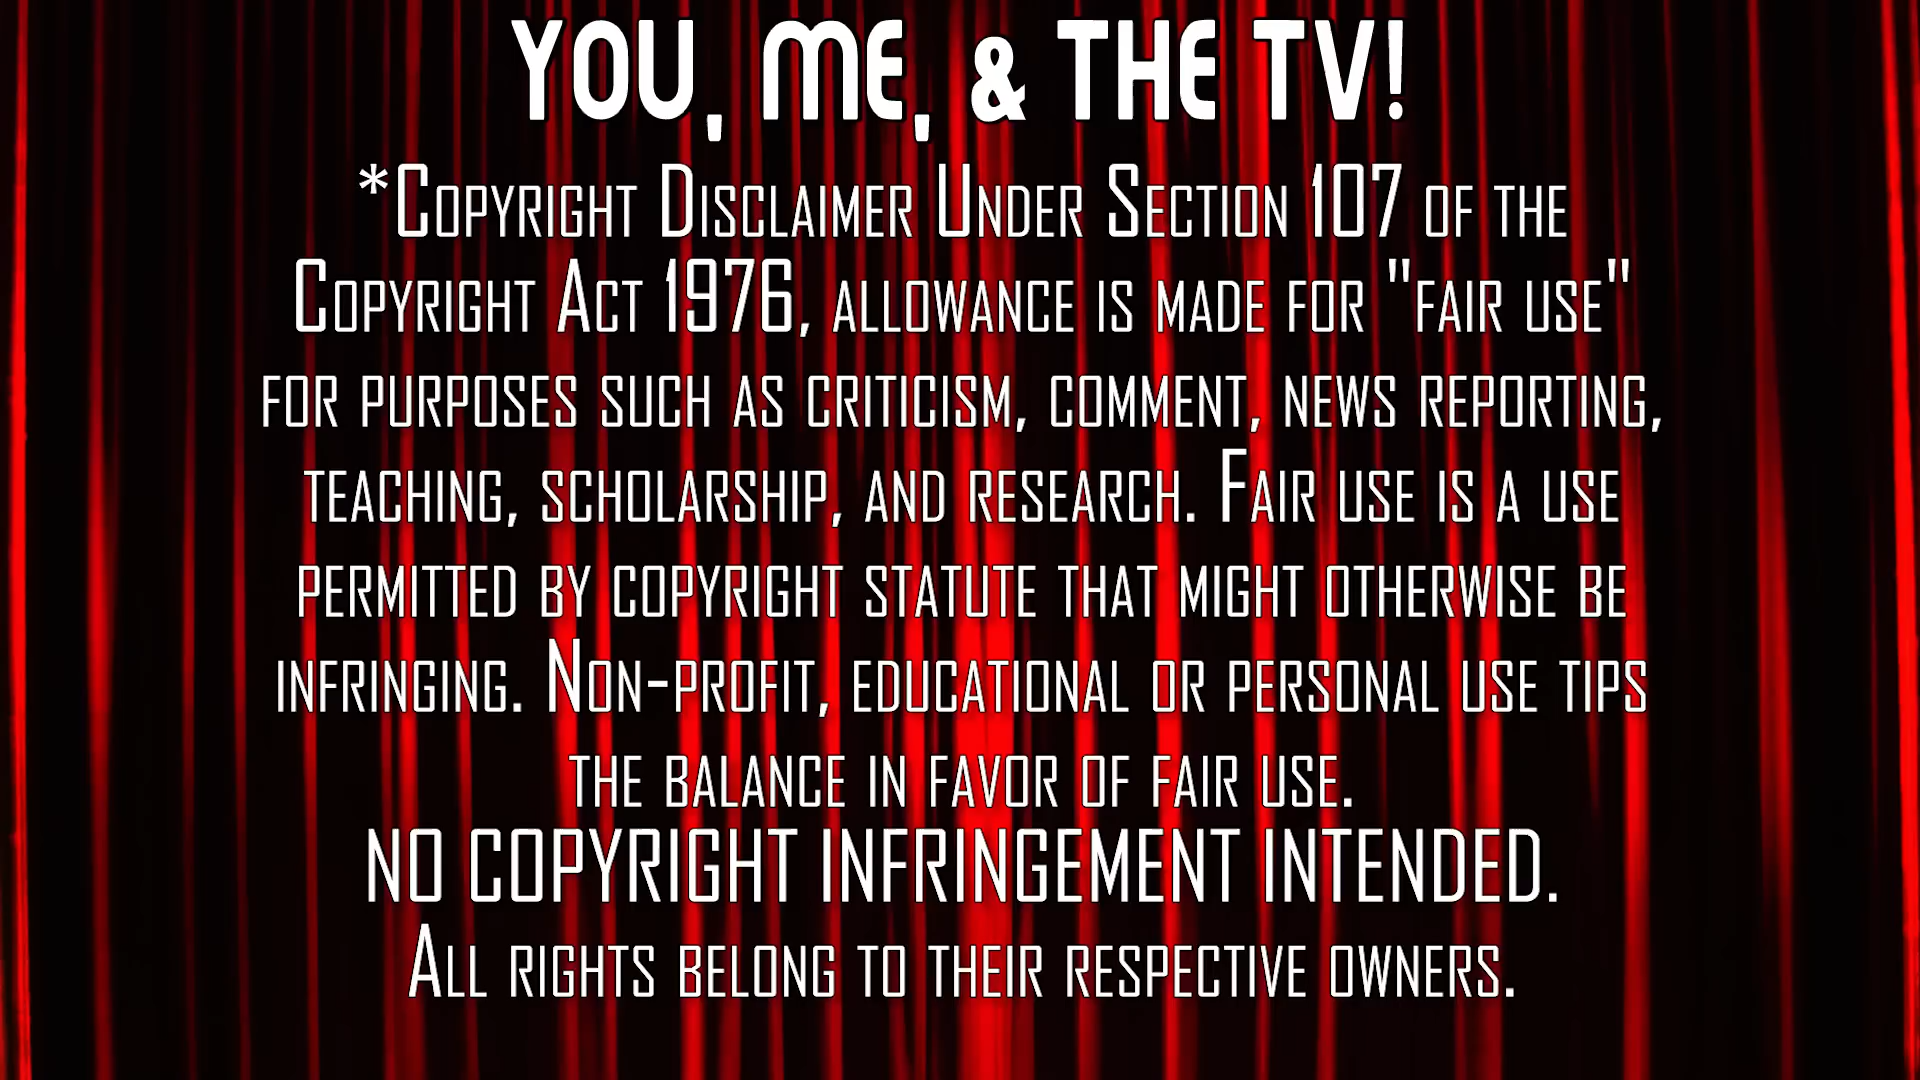 YOU, ME, & THE TV!
*Copyright Disclaimer Under Section 107 of the
Copyright Act 1976, allowance is made for "fair use"
for purposes such as criticism, comment, news reporting,
teaching, scholarship, and research. Fair use is a use
permitted by copyright statute that might otherwise be
infringing. Non-profit, educational or personal use tips
the balance in favor of fair use.
NO COPYRIGHT INFRINGEMENT INTENDED.
All rights belong to their respective owners.